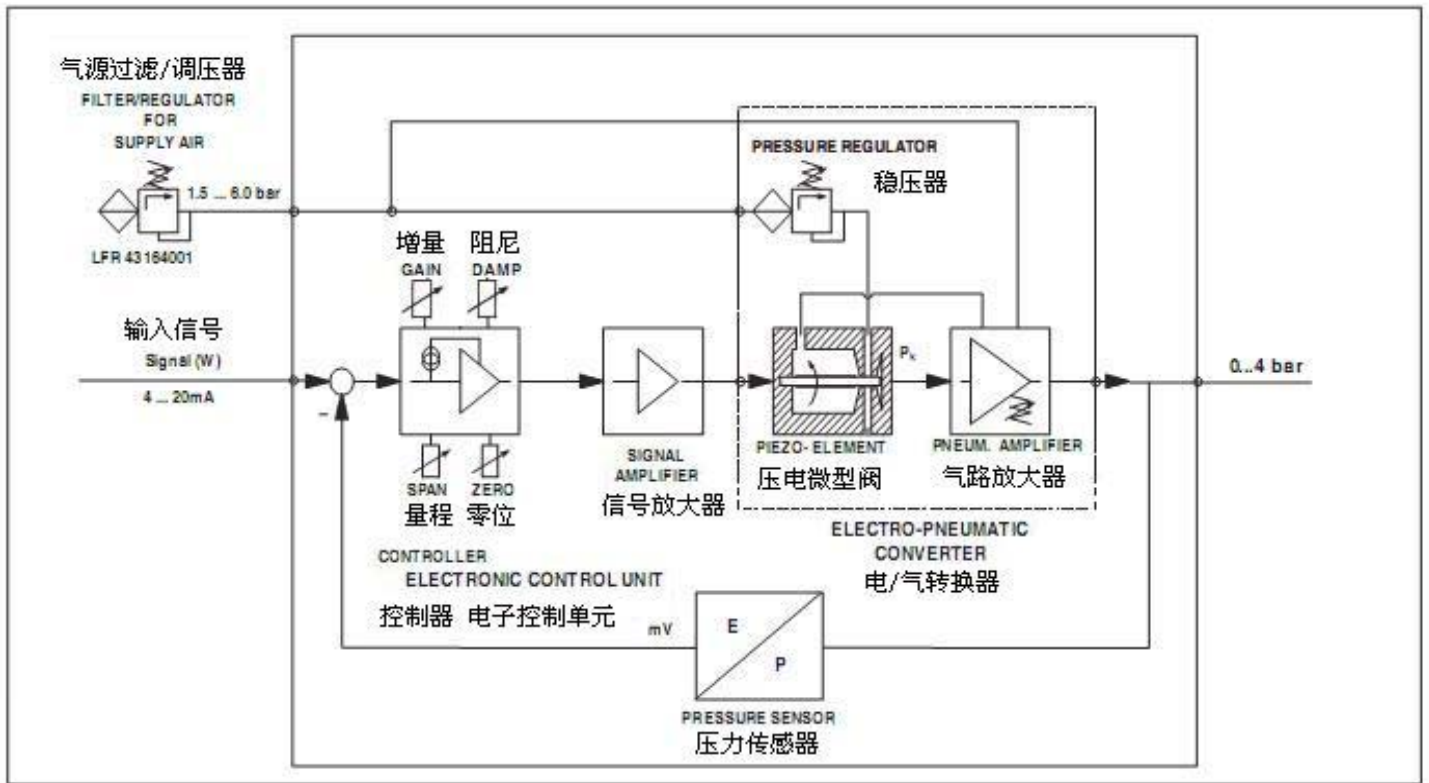 气源过滤/调压器
FILTER/REGULATOR
FOR
SUPPLY AIR
1.5 ... 6.0 bar
LFR 43164001
PRESSURE REGULATOR
稳压器
增量 阻尼
GAIN DAMP
输入信号
Signal (W)
4 ... 20mA
-
Pk
0...4 bar
SPAN ZERO
量程 零位
SIGNAL
AMPLIFIER
信号放大器
PIEZO- ELEMENT
压电微型阀
PNEUM. AMPLIFIER
气路放大器
ELECTRO-PNEUMATIC
CONVERTER
电/气转换器
CONTROLLER
ELECTRONIC CONTROL UNIT
控制器 电子控制单元
mV
E
P
PRESSURE SENSOR
压力传感器